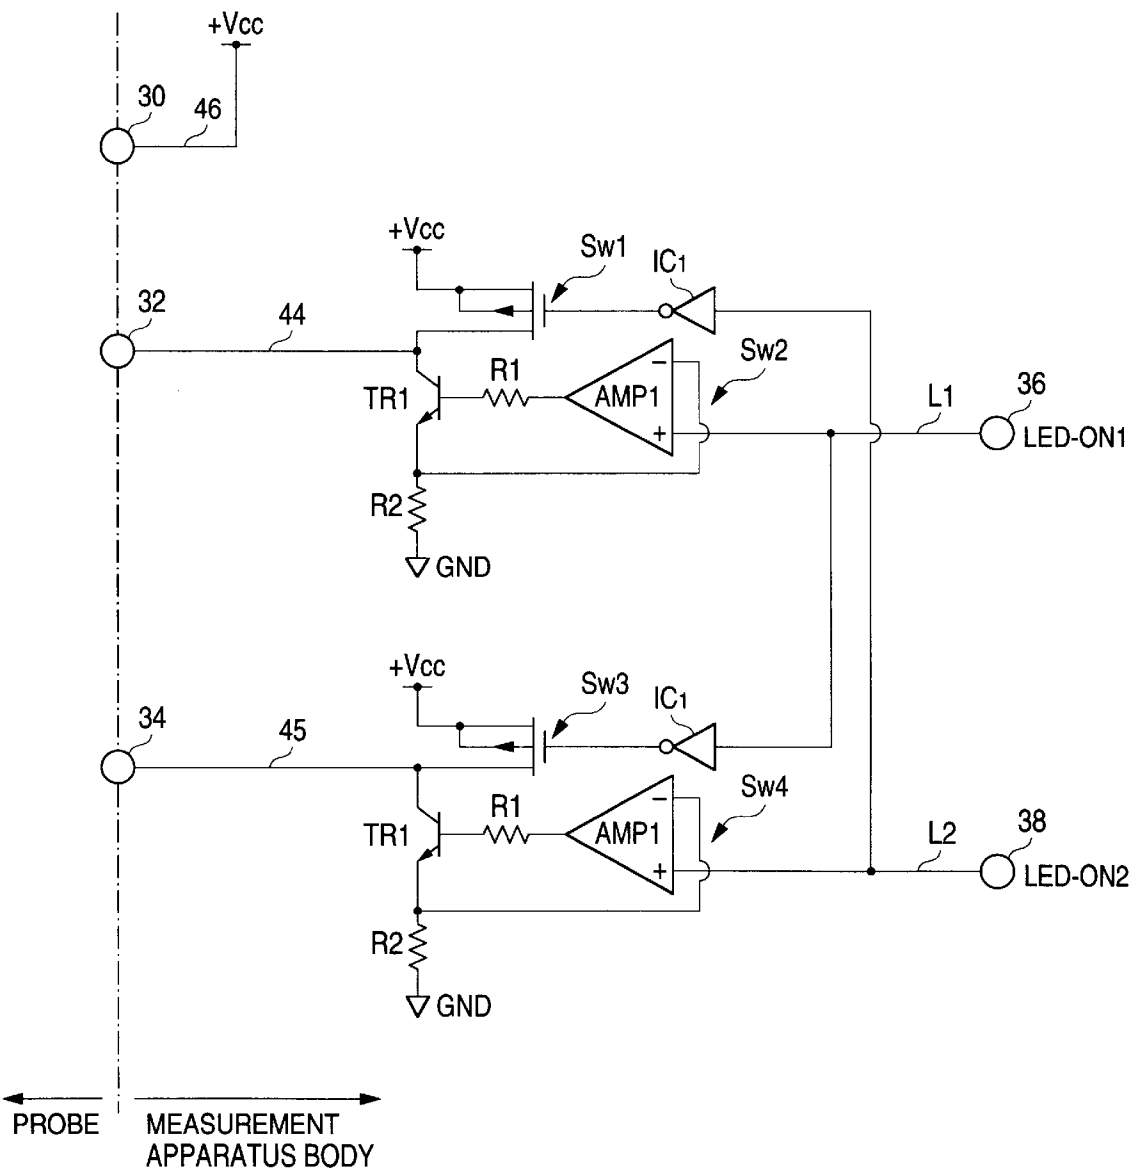 +Vcc
30
46
+Vcc
Sw1
IC1
32
44
R1
Sw2
TR1
AMP1
−
+
L1
36
LED-ON1
R2
GND
+Vcc
Sw3
IC1
34
45
R1
Sw4
TR1
AMP1
−
+
L2
38
LED-ON2
R2
GND
PROBE
MEASUREMENT
APPARATUS BODY